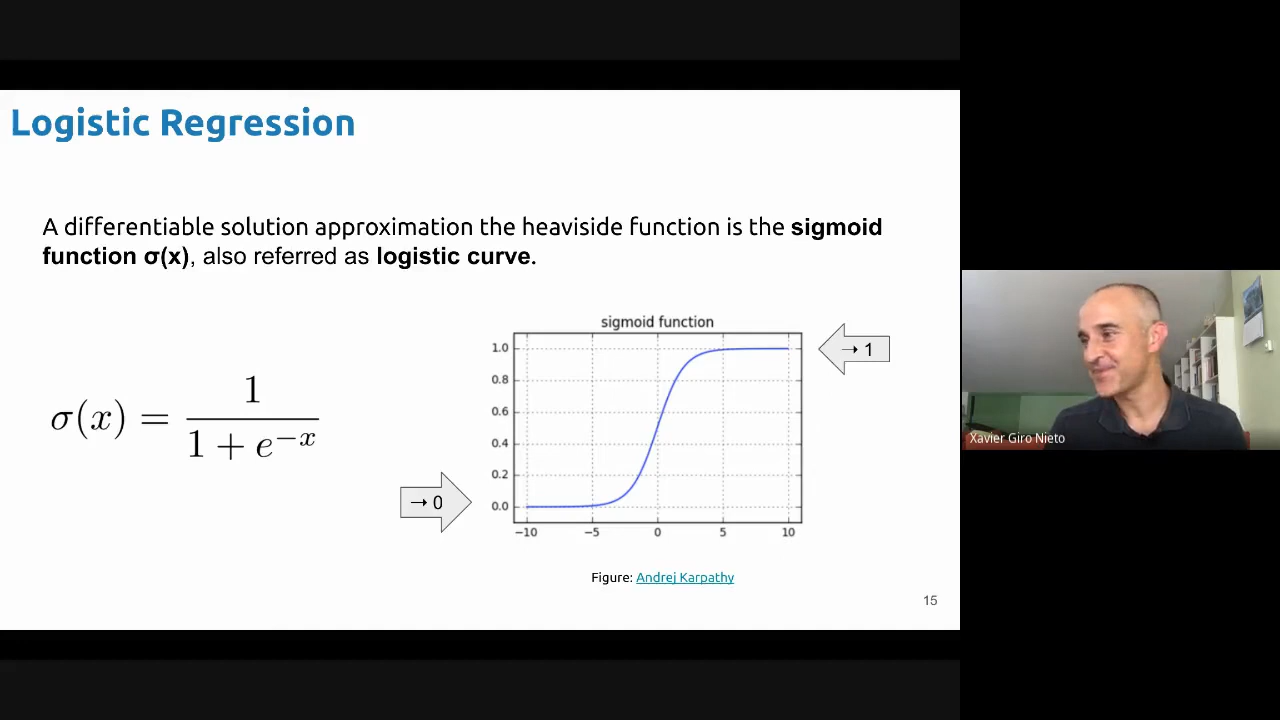 Logistic Regression
A differentiable solution approximation the heaviside function is the sigmoid
function σ(x), also referred as logistic curve.
σ(x) = 1 / (1 + e^{−x})
sigmoid function
1.0
0.8
0.6
0.4
0.2
0.0
−10 −5 0 5 10
→ 1
→ 0
Figure: Andrej Karpathy
15
Xavier Giro Nieto